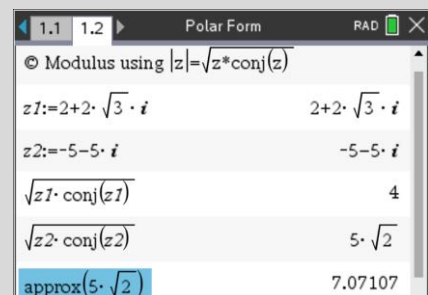 1.1 1.2 Polar Form RAD
© Modulus using |z|=√z*conj(z)
z1:=2+2·√3·i 2+2·√3·i
z2:=-5-5·i -5-5·i
√z1·conj(z1) 4
√z2·conj(z2) 5·√2
approx(5·√2) 7.07107